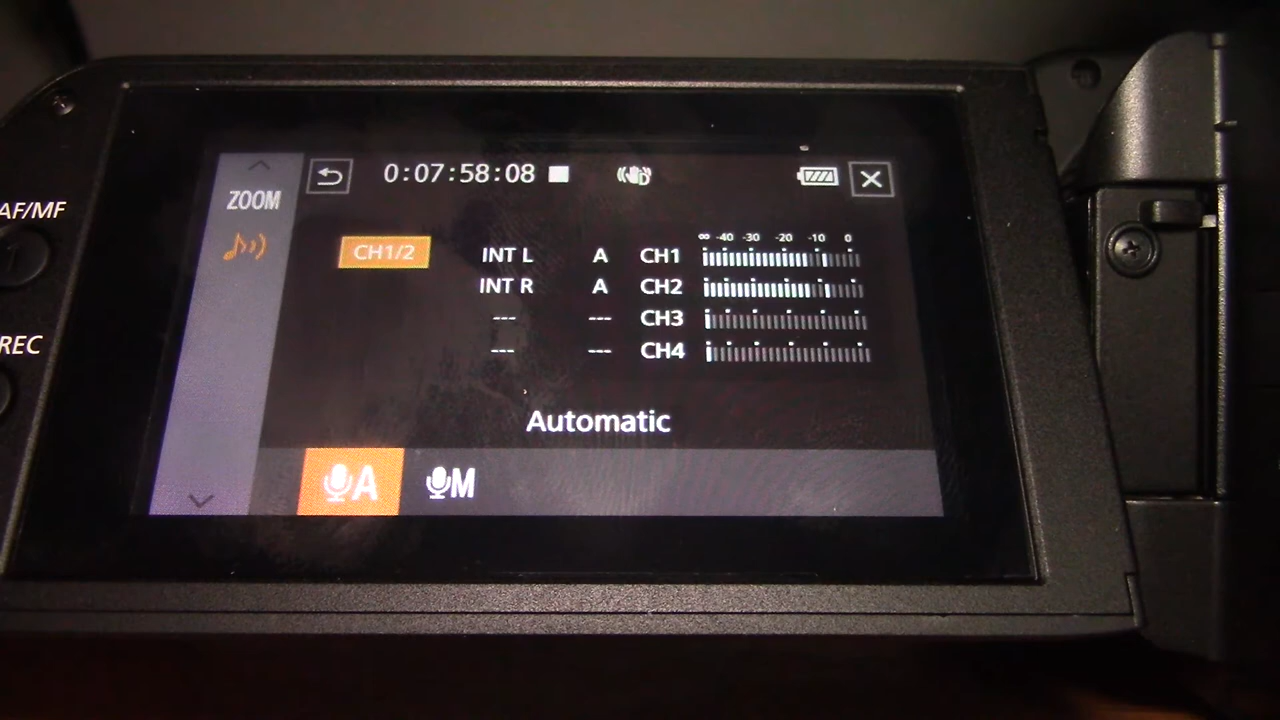 0:07:58:08
ZOOM
AF/MF
∞ -40 -30 -20 -10 0
CH1/2 INT L A CH1
INT R A CH2
--- --- CH3
--- --- CH4
REC
Automatic
A M